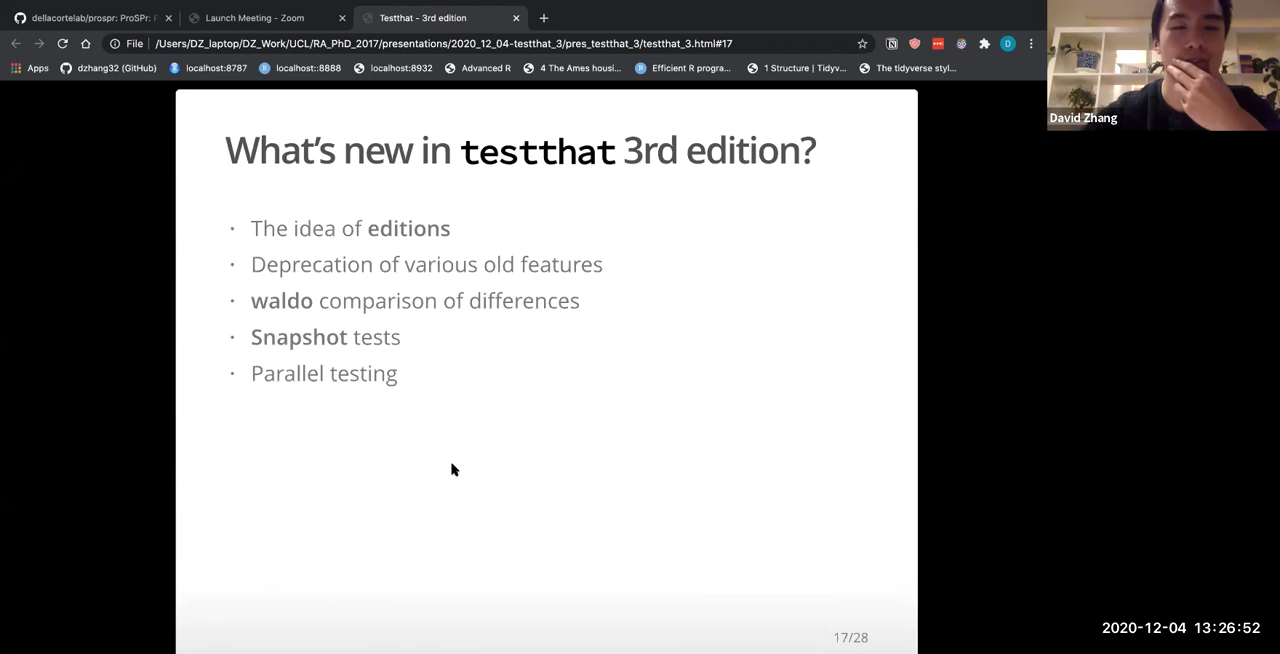 dellacortelab/prospr: ProSPr:
Launch Meeting - Zoom
Testthat - 3rd edition
File
/Users/DZ_laptop/DZ_Work/UCL/RA_PhD_2017/presentations/2020_12_04-testthat_3/pres_testthat_3/testthat_3.html#17
Apps
dzhang32 (GitHub)
localhost:8787
localhost::8888
localhost:8932
Advanced R
4 The Ames housi...
Efficient R progra...
1 Structure | Tidyv...
The tidyverse styl...
David Zhang
What's new in testthat 3rd edition?
· The idea of editions
· Deprecation of various old features
· waldo comparison of differences
· Snapshot tests
· Parallel testing
17/28
2020-12-04 13:26:52